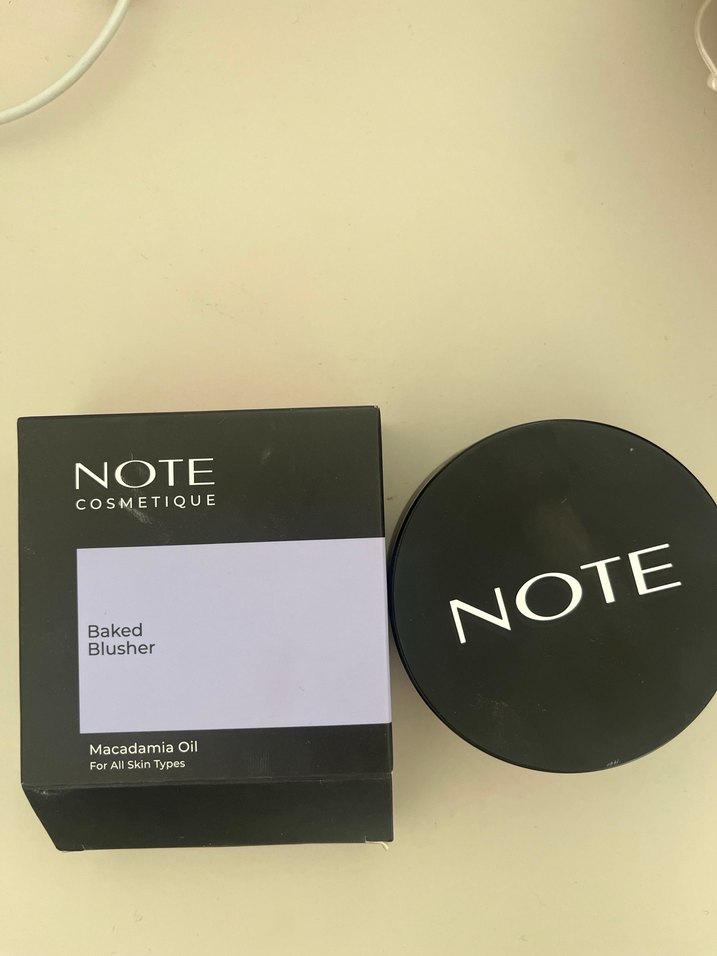 NOTE
COSMETIQUE
Baked
Blusher
Macadamia Oil
For All Skin Types
NOTE